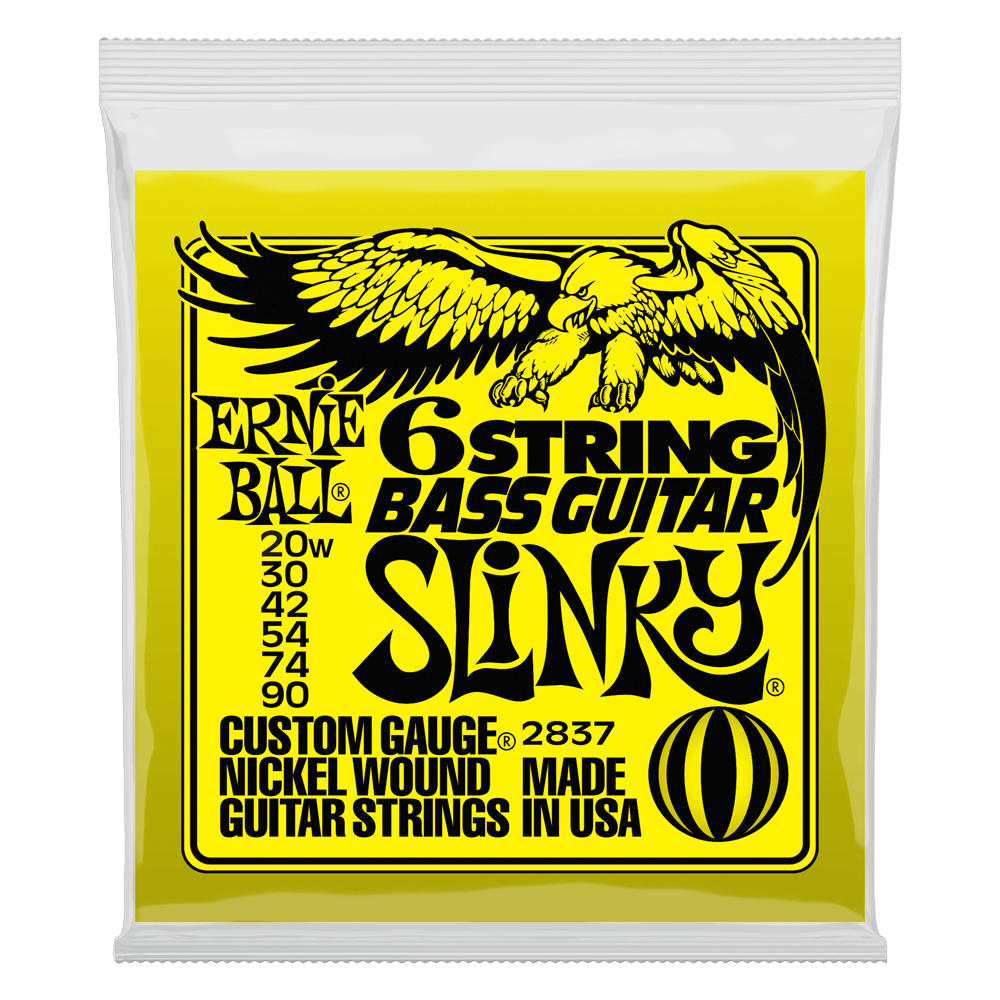 ERNiE
BALL®
6 STRING
BASS GUITAR
SLiNKY®
20W
30
42
54
74
90
CUSTOM GAUGE® 2837
NICKEL WOUND MADE
GUITAR STRINGS IN USA